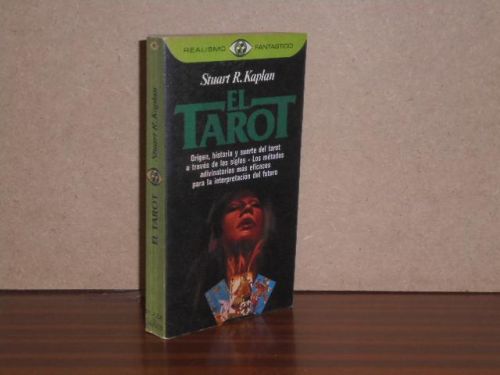 REALISMO FANTASTICO
Stuart R. Kaplan
EL
TAROT
Origen, historia y suerte del tarot
a través de los siglos - Los métodos
adivinatorios más eficaces
para la interpretación del futuro
EL TAROT Stuart R. Kaplan